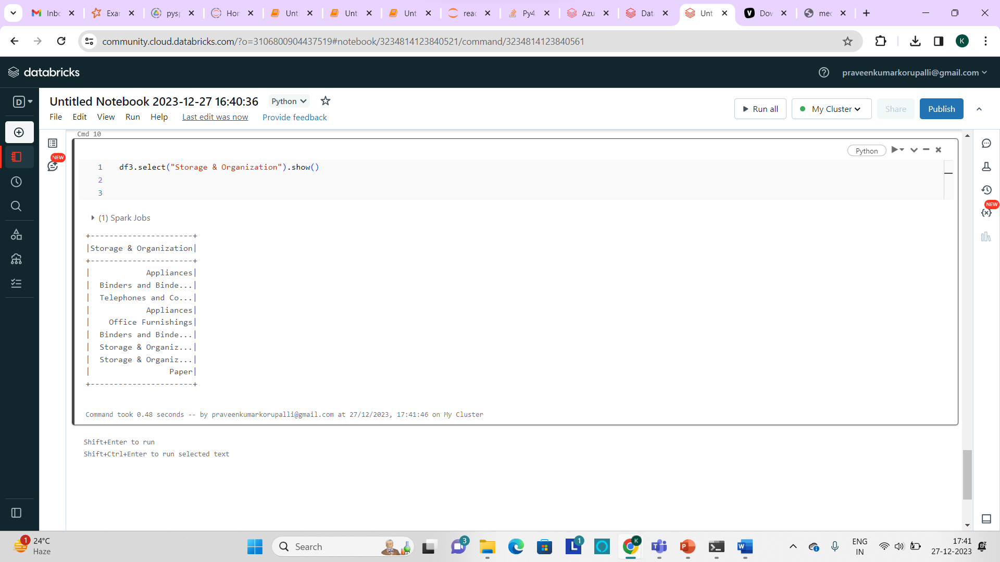 Inbc
Exar
pysp
Hor
Unt
Unt
Unt
reac
Py4
Azu
Dat
Unt
Dov
mec
community.cloud.databricks.com/?o=3106800904437519#notebook/3234814123840521/command/3234814123840561
K
databricks
praveenkumarkorupalli@gmail.com
D
Untitled Notebook 2023-12-27 16:40:36
Python
File
Edit
View
Run
Help
Last edit was now
Provide feedback
Run all
My Cluster
Share
Publish
NEW
NEW
Cmd 10
Python
1 df3.select("Storage & Organization").show()
2
3
(1) Spark Jobs
+----------------------+
|Storage & Organization|
+----------------------+
|            Appliances|
|  Binders and Binde...|
|  Telephones and Co...|
|            Appliances|
|    Office Furnishings|
|  Binders and Binde...|
|  Storage & Organiz...|
|  Storage & Organiz...|
|                 Paper|
+----------------------+
Command took 0.48 seconds -- by praveenkumarkorupalli@gmail.com at 27/12/2023, 17:41:46 on My Cluster
Shift+Enter to run
Shift+Ctrl+Enter to run selected text
1
24°C
Haze
Search
3
1
K
ENG
IN
17:41
27-12-2023